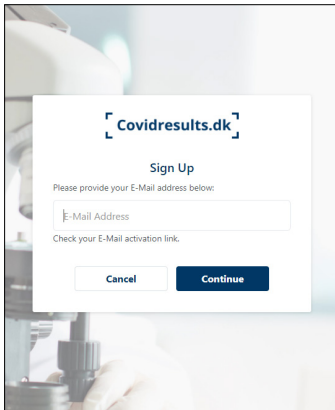 Covidresults.dk
Sign Up
Please provide your E-Mail address below:
E-Mail Address
Check your E-Mail activation link.
Cancel Continue